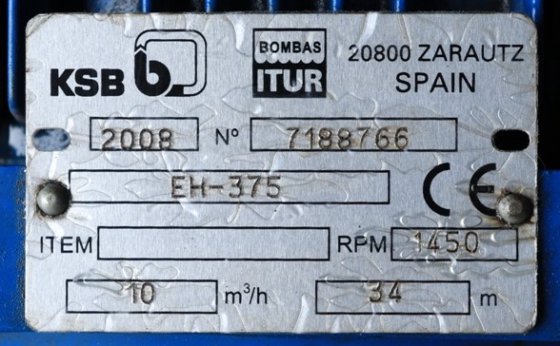 KSB b BOMBAS ITUR 20800 ZARAUTZ SPAIN
2008 Nº 7188766
EH-375 CE
ITEM RPM 1450
10 m³/h 34 m